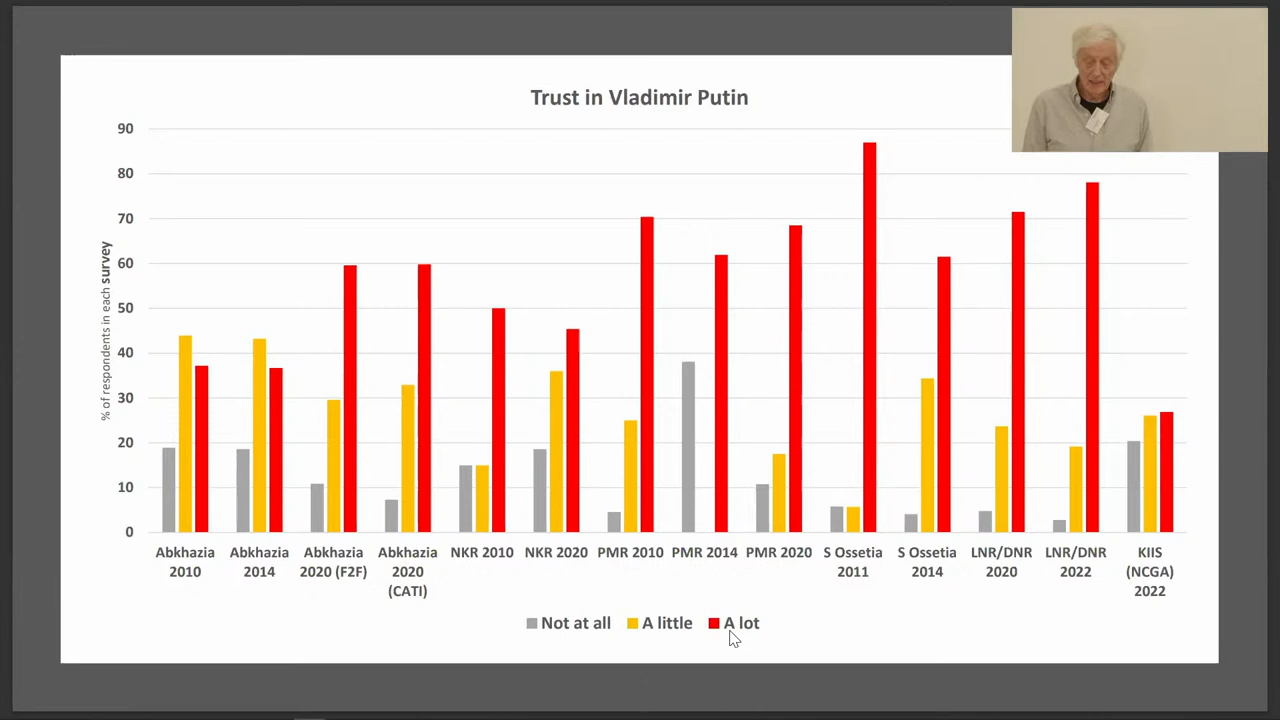 Trust in Vladimir Putin
% of respondents in each survey
90
80
70
60
50
40
30
20
10
0
Abkhazia
2010
Abkhazia
2014
Abkhazia
2020 (F2F)
Abkhazia
2020
(CATI)
NKR 2010
NKR 2020
PMR 2010
PMR 2014
PMR 2020
S Ossetia
2011
S Ossetia
2014
LNR/DNR
2020
LNR/DNR
2022
KIIS
(NCGA)
2022
Not at all A little A lot